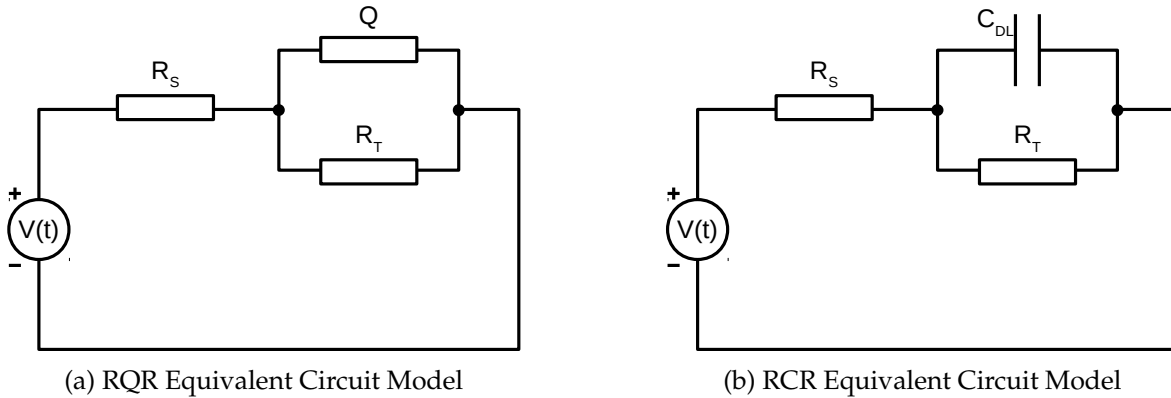 Q
R_S
R_T
+
V(t)
−
(a) RQR Equivalent Circuit Model
C_DL
R_S
R_T
+
V(t)
−
(b) RCR Equivalent Circuit Model